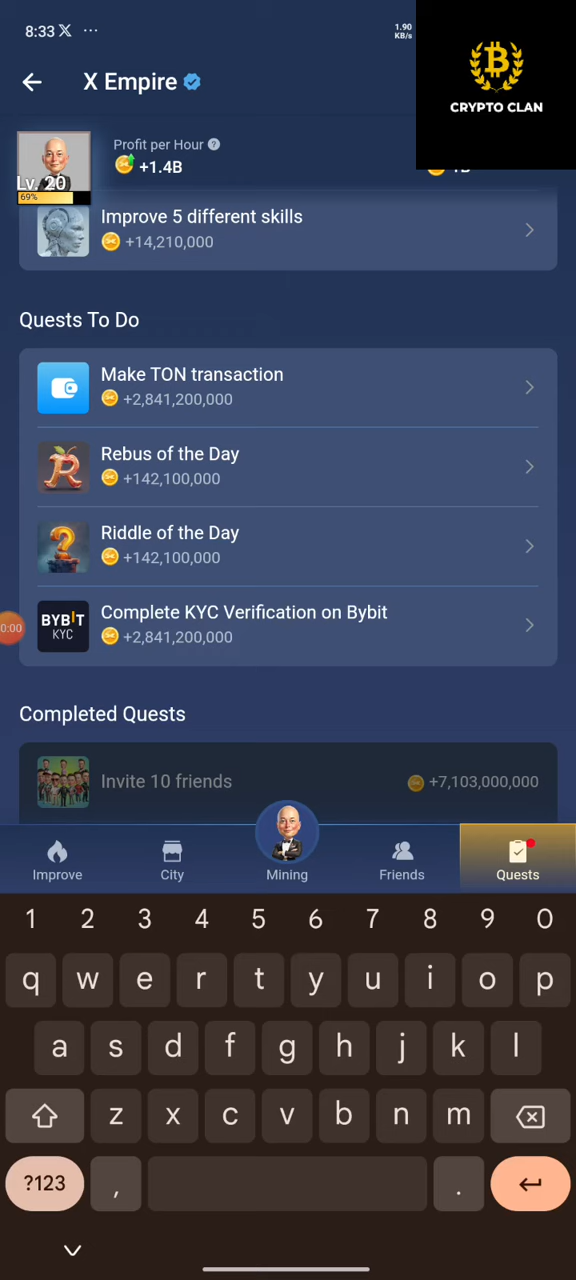 8:33 X ...
1.90
KB/s
CRYPTO CLAN
X Empire
Profit per Hour ?
+1.4B
Lv. 20
69%
Improve 5 different skills
+14,210,000
Quests To Do
Make TON transaction
+2,841,200,000
R
Rebus of the Day
+142,100,000
?
Riddle of the Day
+142,100,000
BYBIT
KYC
Complete KYC Verification on Bybit
+2,841,200,000
0:00
Completed Quests
Invite 10 friends
+7,103,000,000
Improve
City
Mining
Friends
Quests
1 2 3 4 5 6 7 8 9 0
q w e r t y u i o p
a s d f g h j k l
z x c v b n m
?123 , .